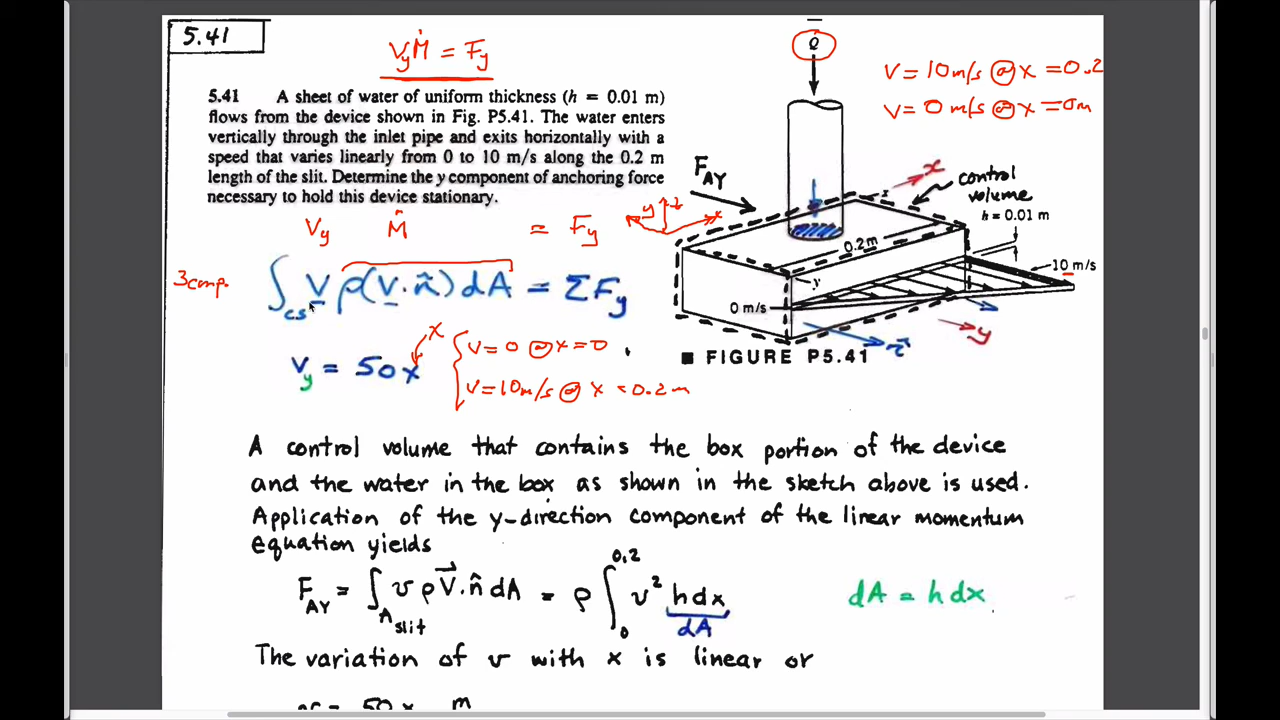 5.41
V_y Ṁ = F_y
Q
V = 10 m/s @ x = 0.2
V = 0 m/s @ x = 0m
5.41 A sheet of water of uniform thickness (h = 0.01 m)
flows from the device shown in Fig. P5.41. The water enters
vertically through the inlet pipe and exits horizontally with a
speed that varies linearly from 0 to 10 m/s along the 0.2 m
length of the slit. Determine the y component of anchoring force
necessary to hold this device stationary.
F_AY
x
control
volume
h = 0.01 m
0.2 m
10 m/s
y
0 m/s
y
n
FIGURE P5.41
y z x
V_y Ṁ = F_y
3 comp.
∫_cs V ρ(V·n̂) dA = ΣF_y
V_y = 50x
x
V = 0 @ x = 0
V = 10 m/s @ x = 0.2 m
A control volume that contains the box portion of the device
and the water in the box as shown in the sketch above is used.
Application of the y-direction component of the linear momentum
equation yields
F_AY = ∫_A slit v ρ V·n̂ dA = ρ ∫_0^0.2 v² h dx
dA
dA = h dx
The variation of v with x is linear or